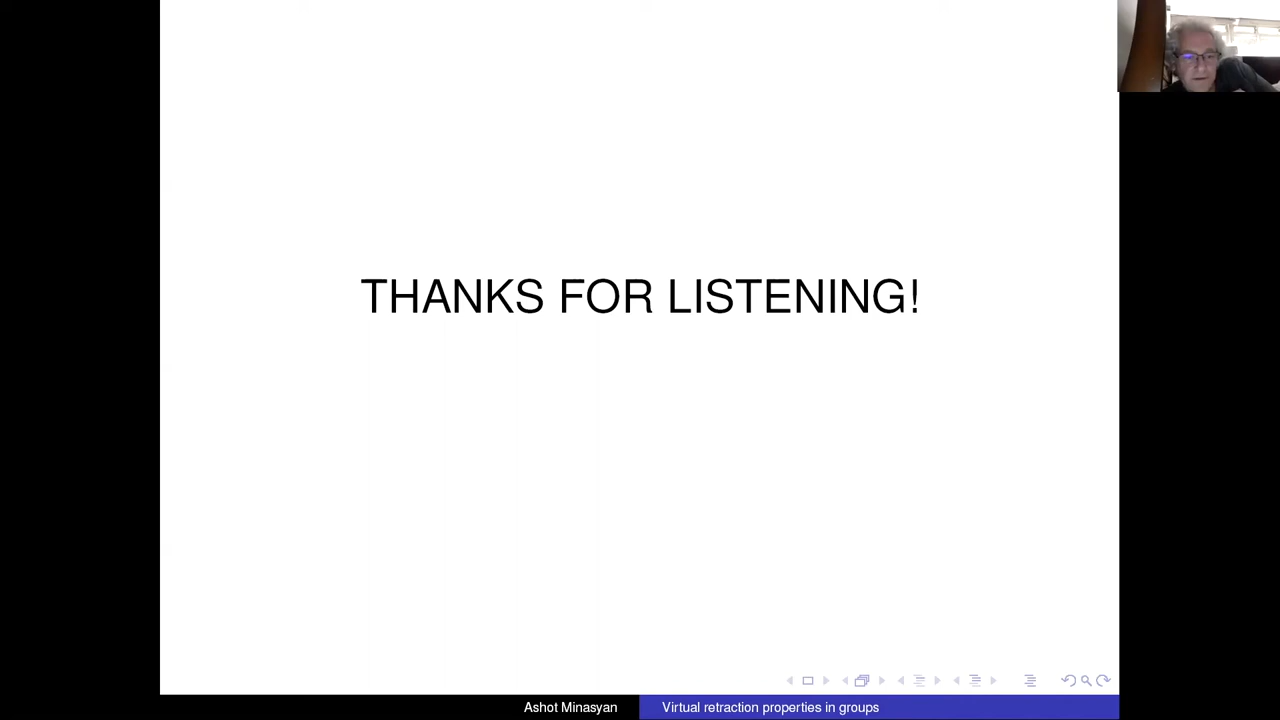 THANKS FOR LISTENING!
Ashot Minasyan
Virtual retraction properties in groups